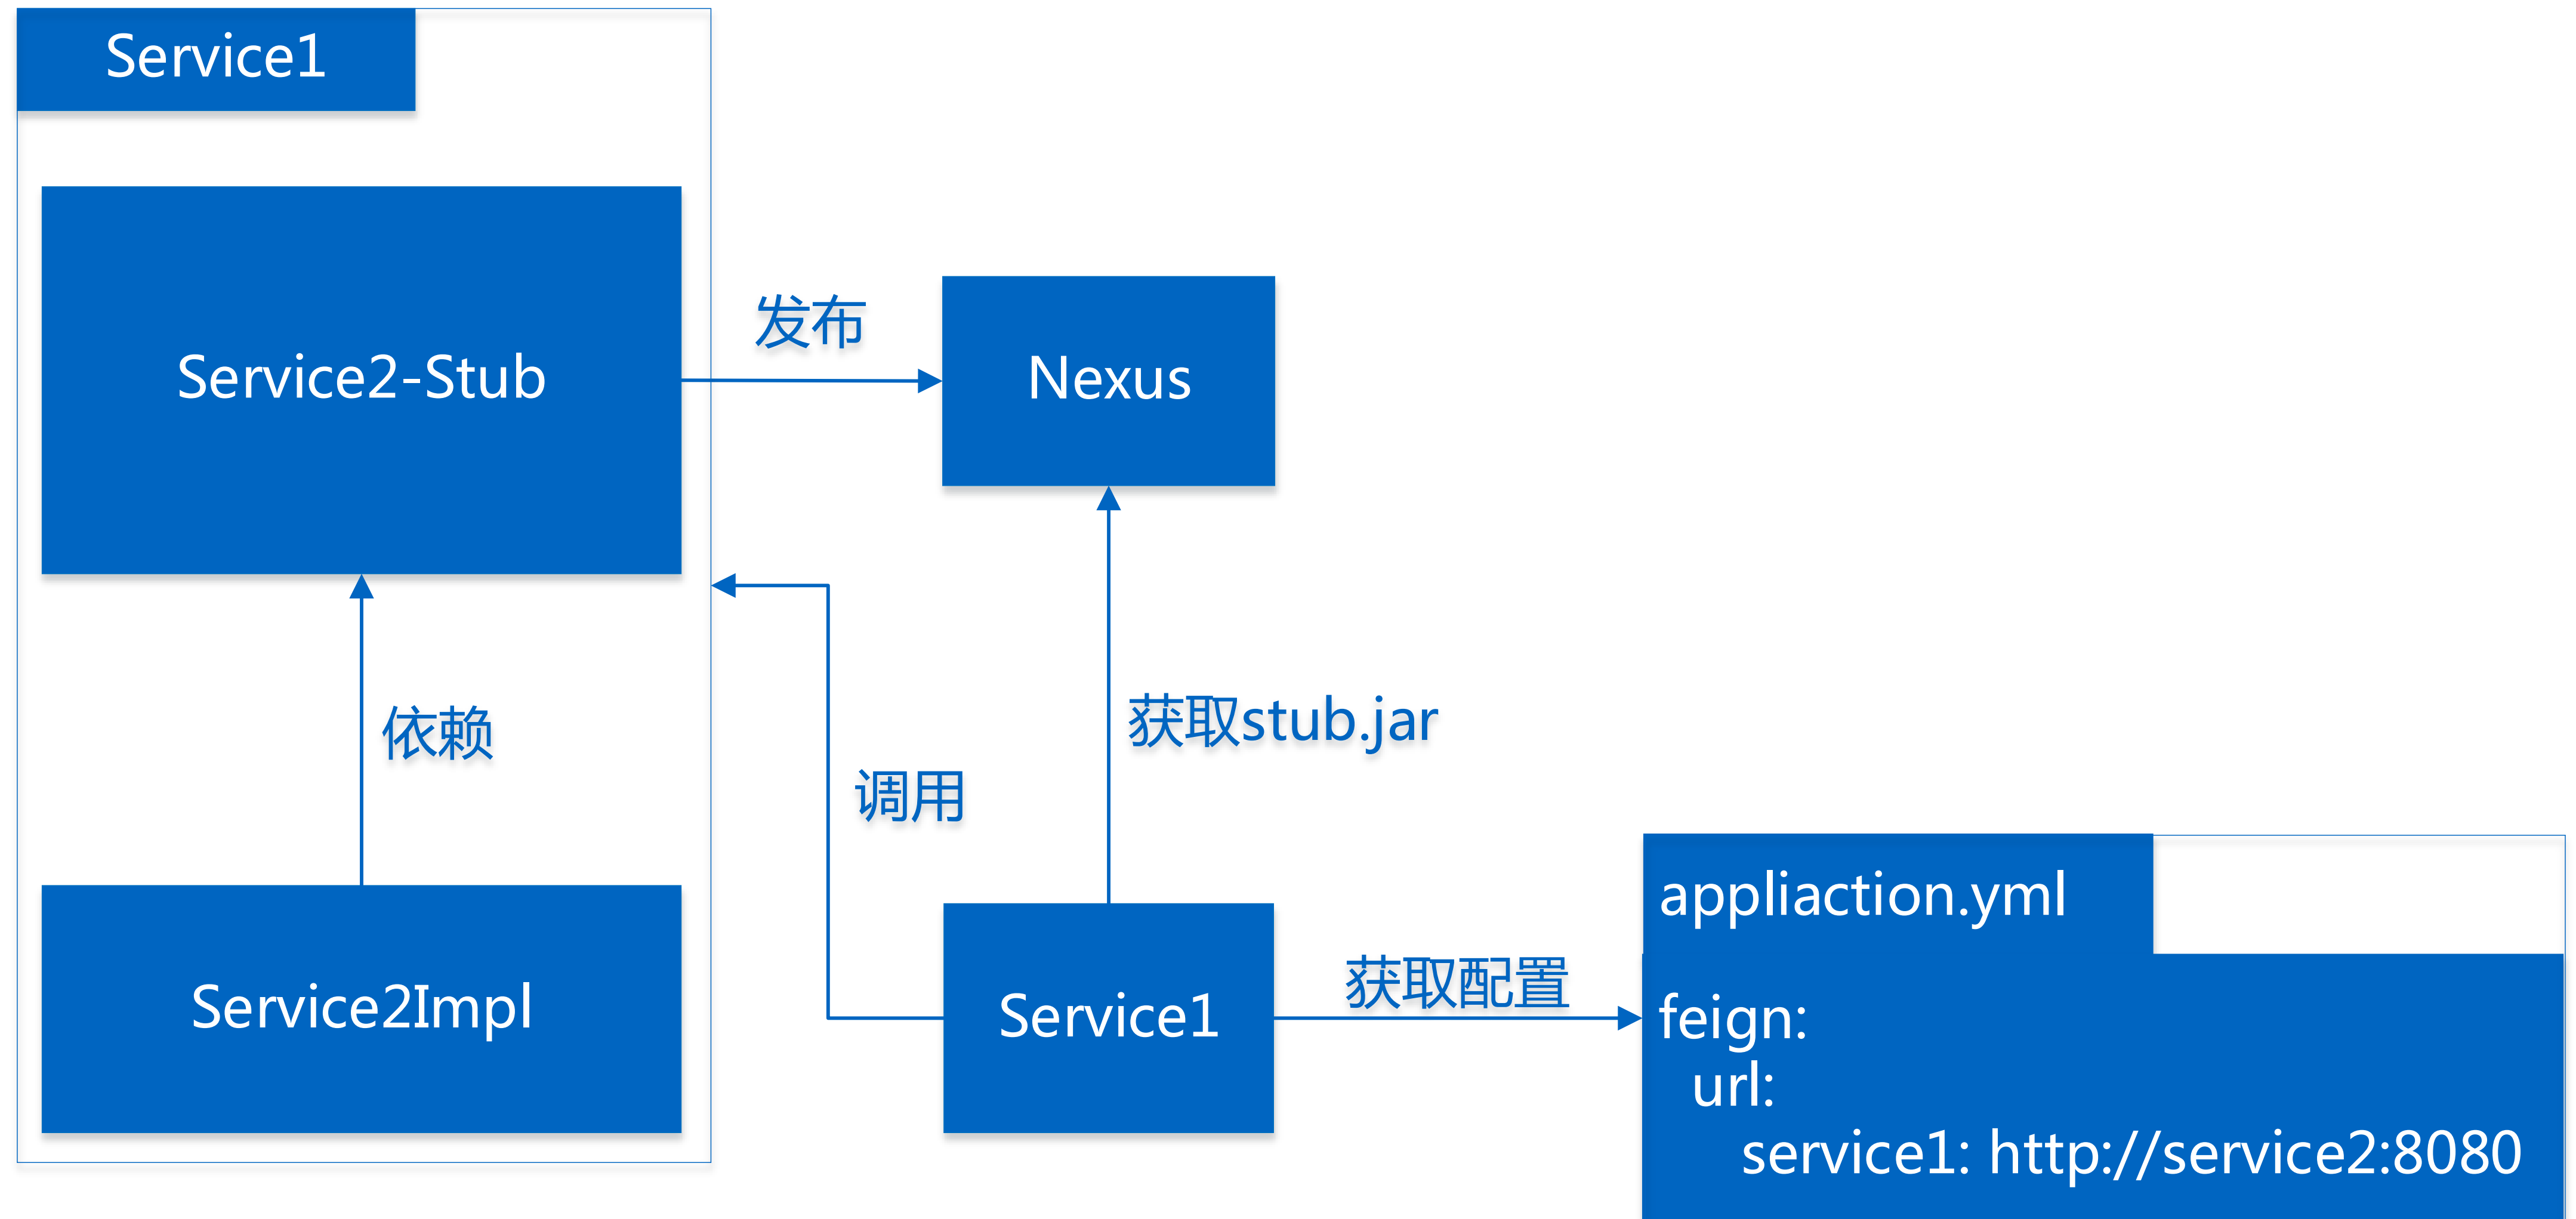 Service1
Service2-Stub
发布
Nexus
依赖
获取stub.jar
调用
Service2Impl
Service1
获取配置
appliaction.yml
feign:
url:
service1: http://service2:8080